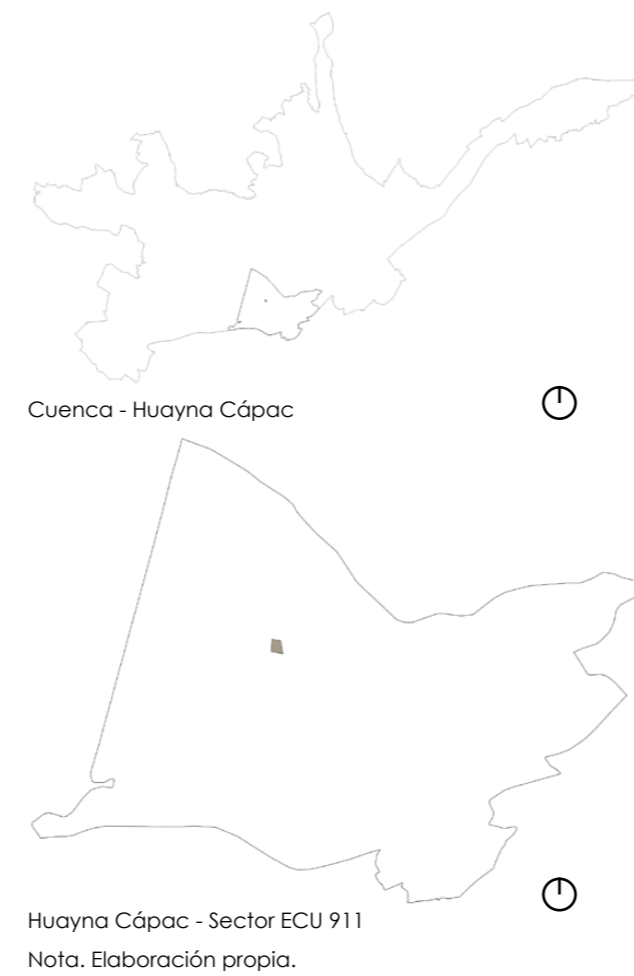 Cuenca - Huayna Cápac
Huayna Cápac - Sector ECU 911
Nota. Elaboración propia.